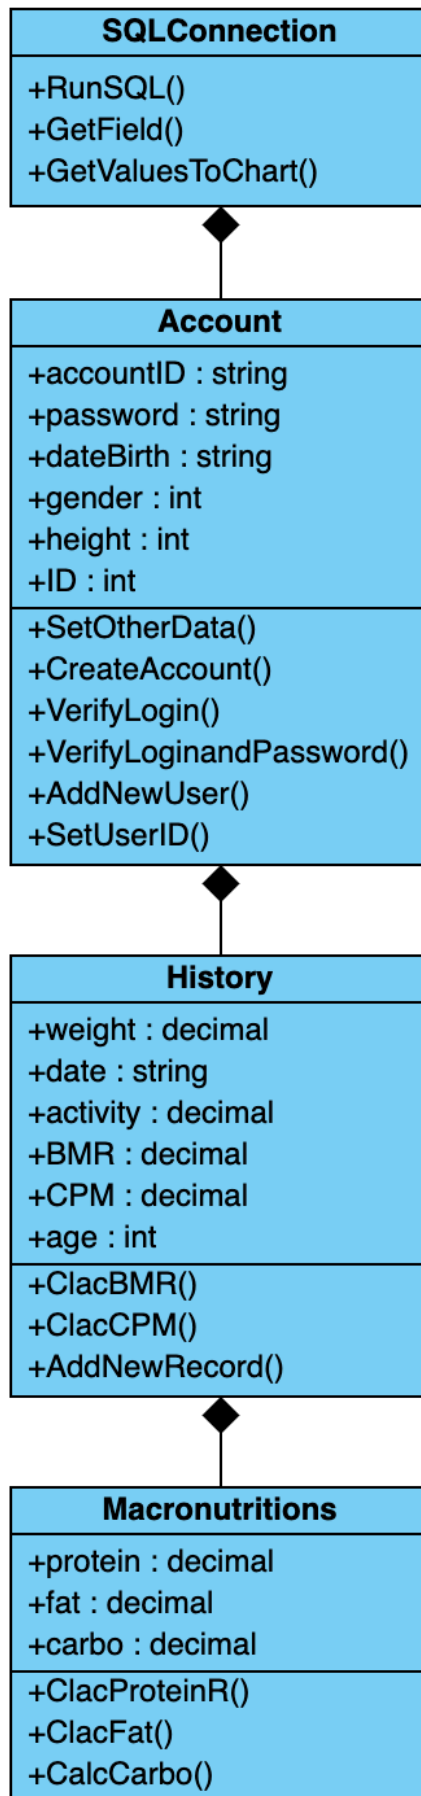 SQLConnection
+RunSQL()
+GetField()
+GetValuesToChart()
Account
+accountID : string
+password : string
+dateBirth : string
+gender : int
+height : int
+ID : int
+SetOtherData()
+CreateAccount()
+VerifyLogin()
+VerifyLoginandPassword()
+AddNewUser()
+SetUserID()
History
+weight : decimal
+date : string
+activity : decimal
+BMR : decimal
+CPM : decimal
+age : int
+ClacBMR()
+ClacCPM()
+AddNewRecord()
Macronutritions
+protein : decimal
+fat : decimal
+carbo : decimal
+ClacProteinR()
+ClacFat()
+CalcCarbo()